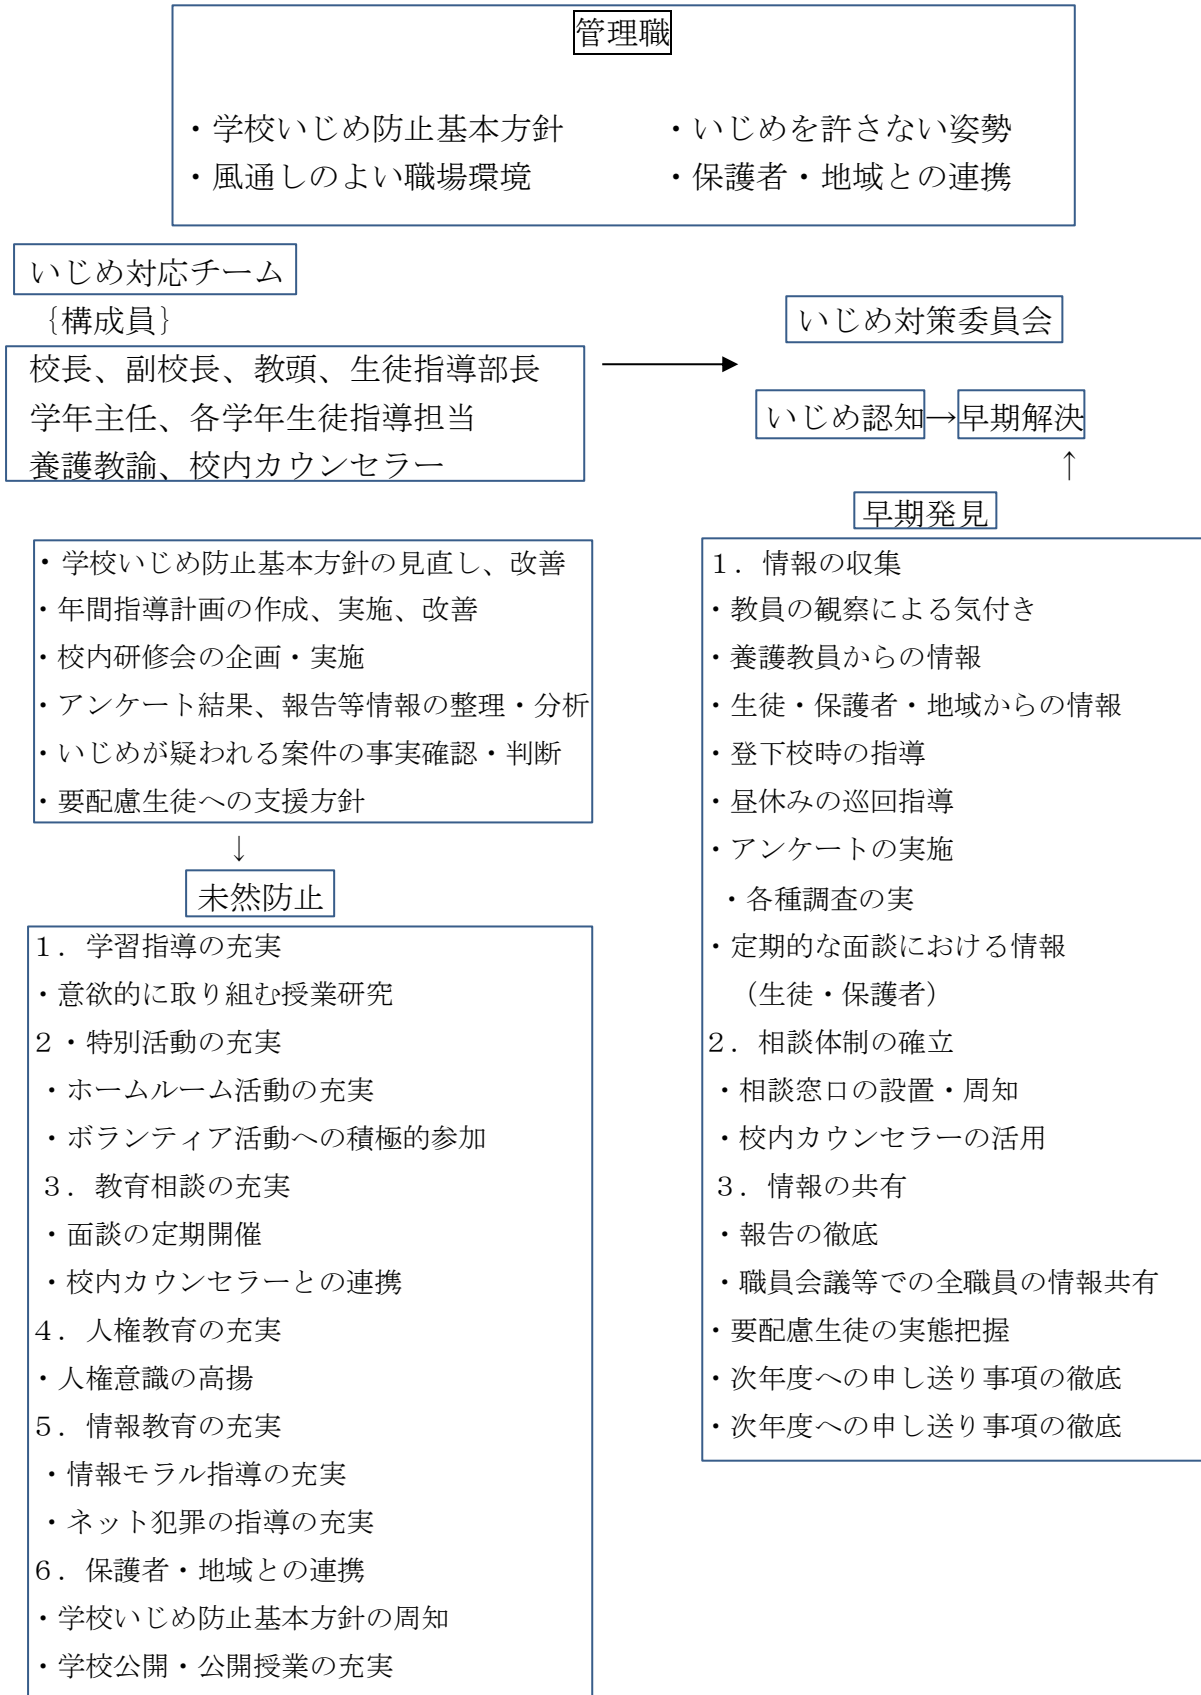 管理職
・学校いじめ防止基本方針　　　・いじめを許さない姿勢
・風通しのよい職場環境　　　　・保護者・地域との連携
いじめ対応チーム
｛構成員｝
校長、副校長、教頭、生徒指導部長
学年主任、各学年生徒指導担当
養護教諭、校内カウンセラー
→
いじめ対策委員会
いじめ認知→早期解決
↑
・学校いじめ防止基本方針の見直し、改善
・年間指導計画の作成、実施、改善
・校内研修会の企画・実施
・アンケート結果、報告等情報の整理・分析
・いじめが疑われる案件の事実確認・判断
・要配慮生徒への支援方針
↓
未然防止
１．学習指導の充実
・意欲的に取り組む授業研究
２・特別活動の充実
・ホームルーム活動の充実
・ボランティア活動への積極的参加
３．教育相談の充実
・面談の定期開催
・校内カウンセラーとの連携
４．人権教育の充実
・人権意識の高揚
５．情報教育の充実
・情報モラル指導の充実
・ネット犯罪の指導の充実
６．保護者・地域との連携
・学校いじめ防止基本方針の周知
・学校公開・公開授業の充実
早期発見
１．情報の収集
・教員の観察による気付き
・養護教員からの情報
・生徒・保護者・地域からの情報
・登下校時の指導
・昼休みの巡回指導
・アンケートの実施
・各種調査の実
・定期的な面談における情報
（生徒・保護者）
２．相談体制の確立
・相談窓口の設置・周知
・校内カウンセラーの活用
３．情報の共有
・報告の徹底
・職員会議等での全職員の情報共有
・要配慮生徒の実態把握
・次年度への申し送り事項の徹底
・次年度への申し送り事項の徹底